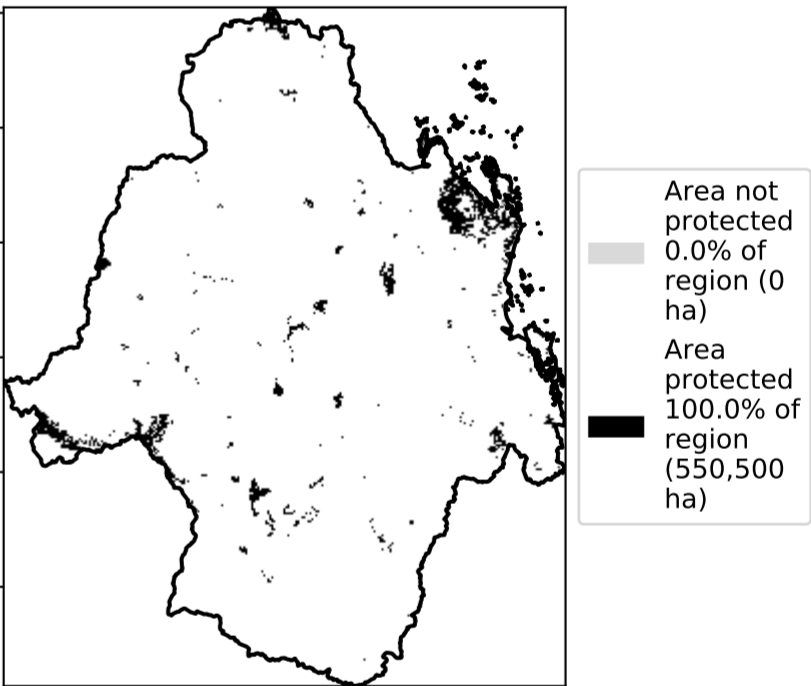 Area not
protected
0.0% of
region (0
ha)
Area
protected
100.0% of
region
(550,500
ha)